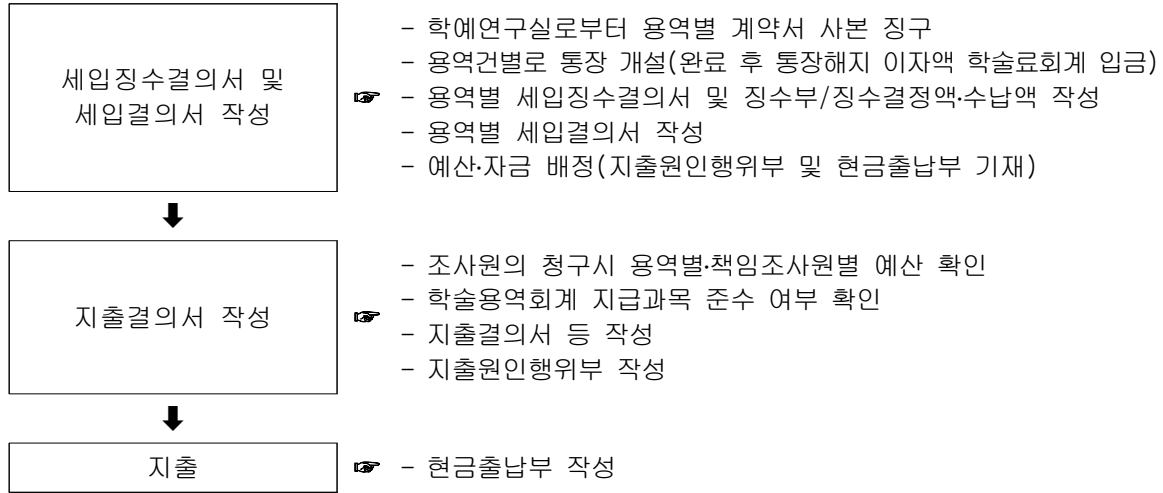 세입징수결의서 및
세입결의서 작성
☞
- 학예연구실로부터 용역별 계약서 사본 징구
- 용역건별로 통장 개설(완료 후 통장해지 이자액 학술료회계 입금)
- 용역별 세입징수결의서 및 징수부/징수결정액·수납액 작성
- 용역별 세입결의서 작성
- 예산·자금 배정(지출원인행위부 및 현금출납부 기재)
지출결의서 작성
☞
- 조사원의 청구시 용역별·책임조사원별 예산 확인
- 학술용역회계 지급과목 준수 여부 확인
- 지출결의서 등 작성
- 지출원인행위부 작성
지출
☞ - 현금출납부 작성